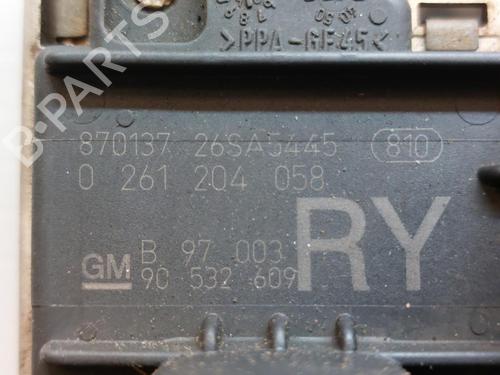 >PPA-GF45<
870137 26SA5445 810
0 261 204 058
GM B 97 003 RY
90 532 609
B-PARTS